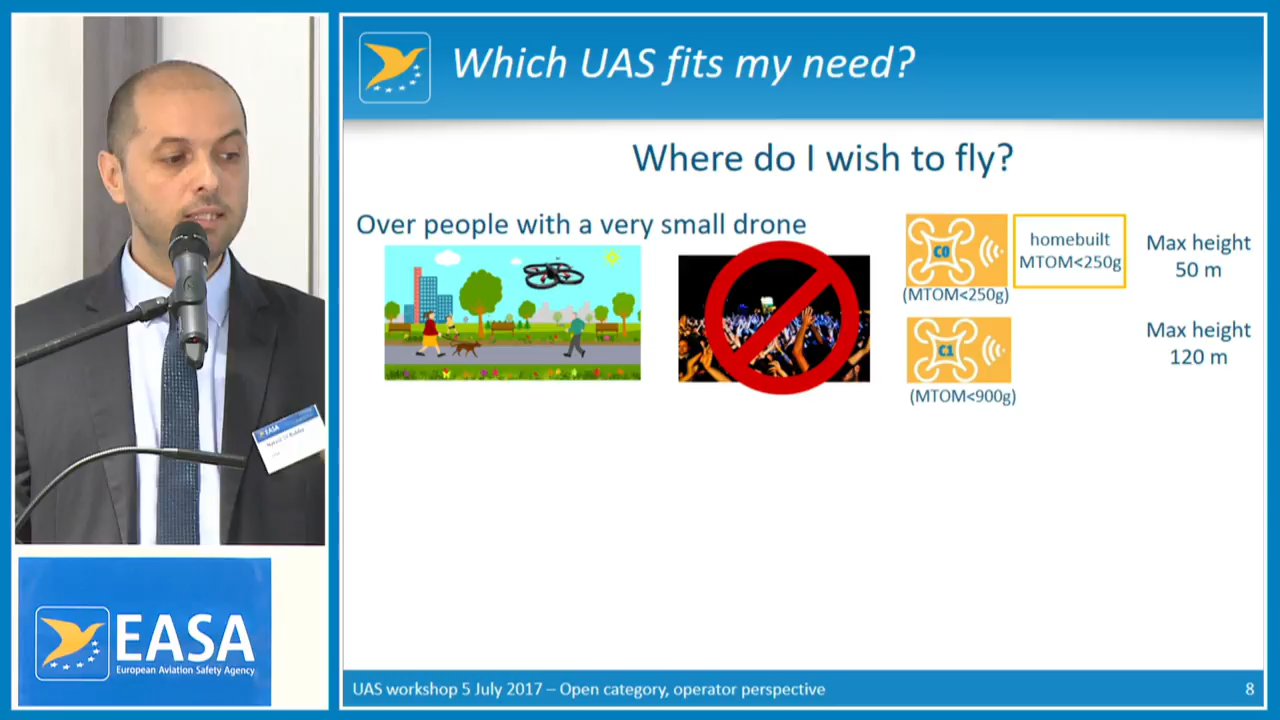 Which UAS fits my need?
Where do I wish to fly?
Over people with a very small drone
C0
(MTOM<250g)
homebuilt
MTOM<250g
Max height
50 m
C1
(MTOM<900g)
Max height
120 m
EASA
EASA
European Aviation Safety Agency
UAS workshop 5 July 2017 – Open category, operator perspective
8